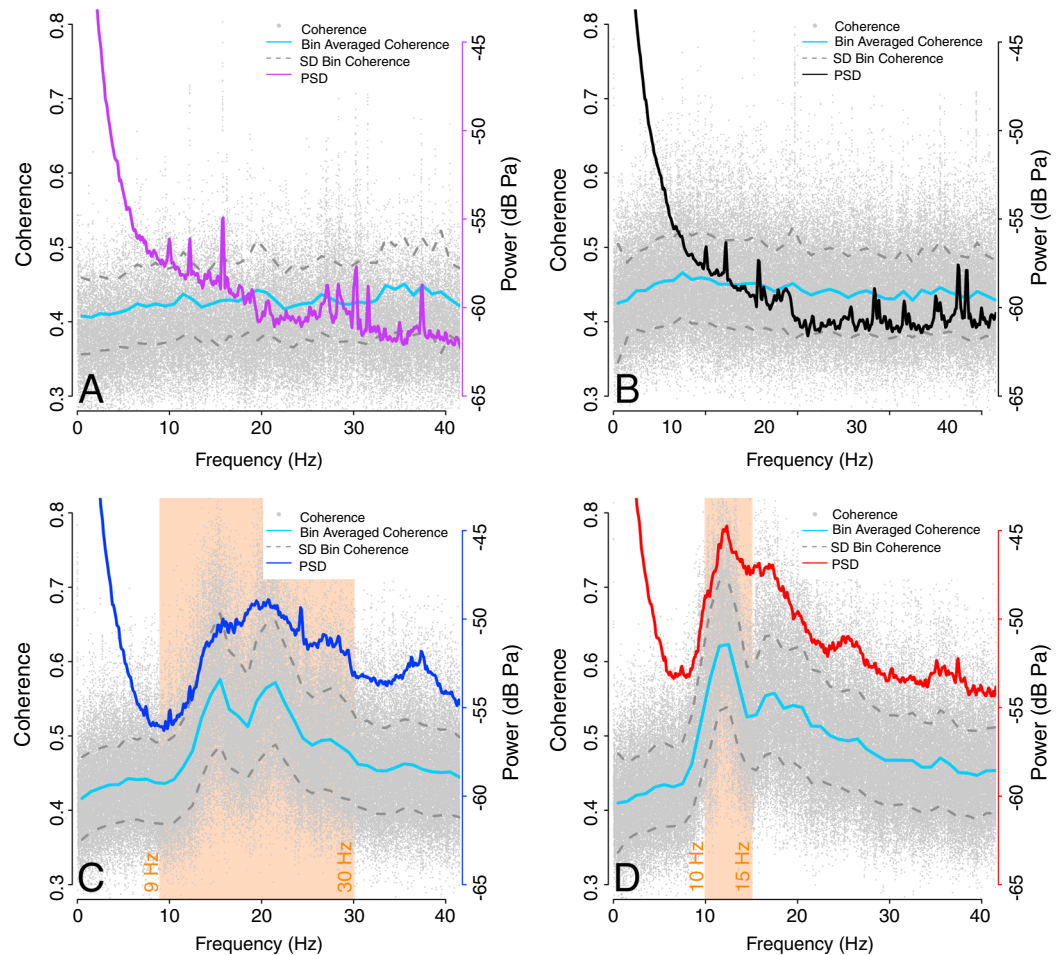 Coherence
Bin Averaged Coherence
SD Bin Coherence
PSD
0.8
0.7
0.6
0.5
0.4
0.3
Coherence
-45
-50
-55
-60
-65
Power (dB Pa)
A
0
10
20
30
40
Frequency (Hz)
Coherence
Bin Averaged Coherence
SD Bin Coherence
PSD
0.8
0.7
0.6
0.5
0.4
0.3
Coherence
-45
-50
-55
-60
-65
Power (dB Pa)
B
0
10
20
30
40
Frequency (Hz)
Coherence
Bin Averaged Coherence
SD Bin Coherence
PSD
0.8
0.7
0.6
0.5
0.4
0.3
Coherence
-45
-50
-55
-60
-65
Power (dB Pa)
9 Hz
30 Hz
C
0
10
20
30
40
Frequency (Hz)
Coherence
Bin Averaged Coherence
SD Bin Coherence
PSD
0.8
0.7
0.6
0.5
0.4
0.3
Coherence
-45
-50
-55
-60
-65
Power (dB Pa)
10 Hz
15 Hz
D
0
10
20
30
40
Frequency (Hz)